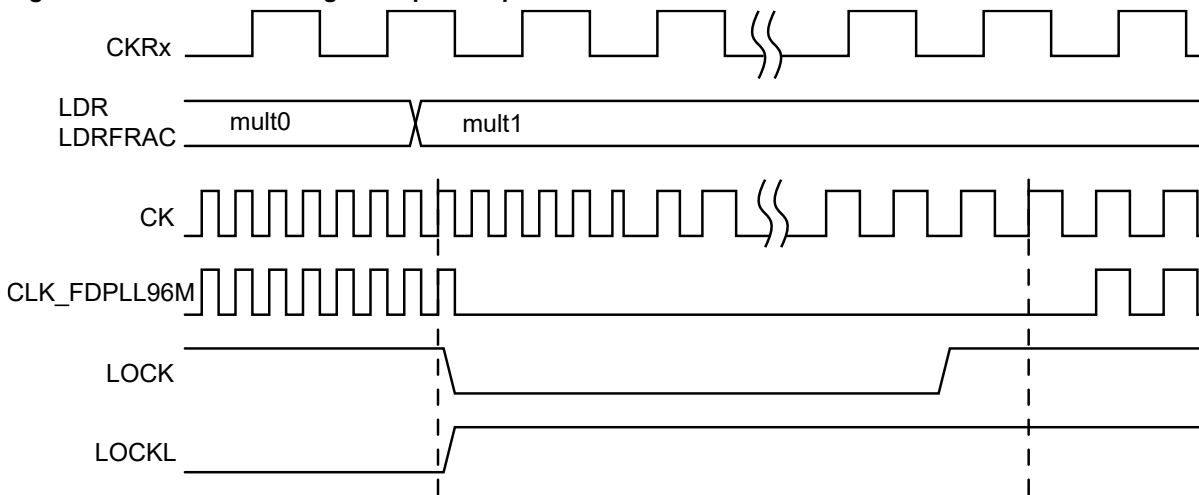 CKRx
LDR
LDRFRAC
mult0
mult1
CK
CLK_FDPLL96M
LOCK
LOCKL